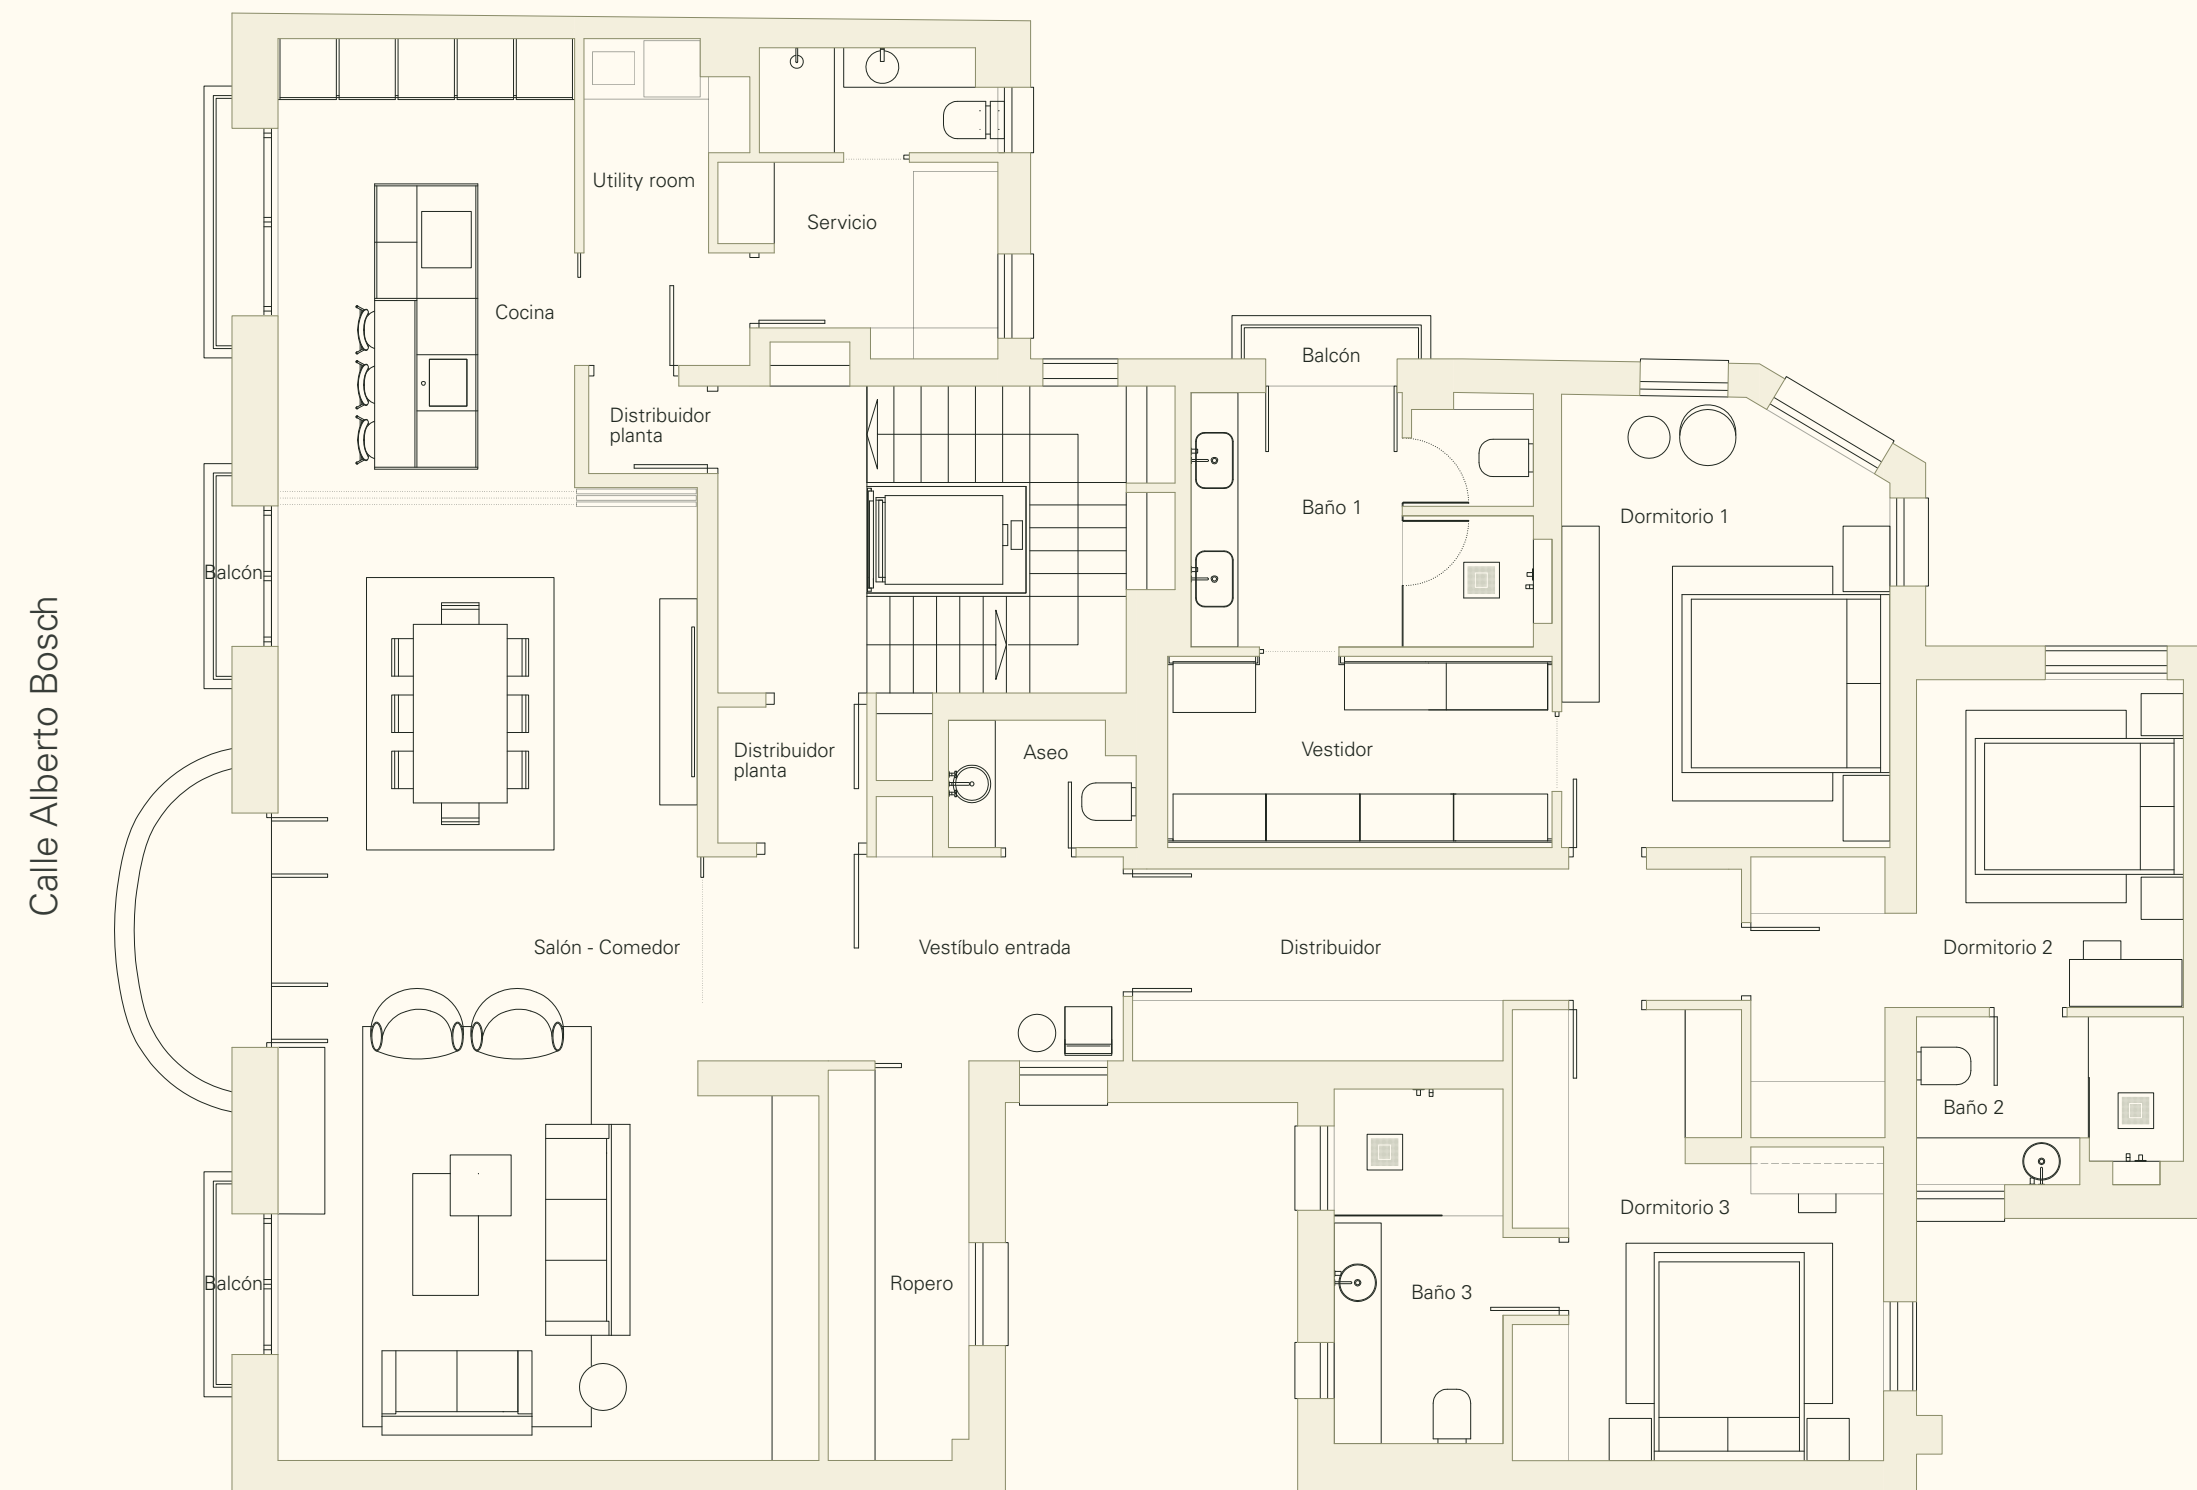 Utility room
Servicio
Cocina
Balcón
Distribuidor
planta
Baño 1
Dormitorio 1
Balcón
Calle Alberto Bosch
Distribuidor
planta
Aseo
Vestidor
Salón - Comedor
Vestíbulo entrada
Distribuidor
Dormitorio 2
Baño 2
Dormitorio 3
Balcón
Ropero
Baño 3